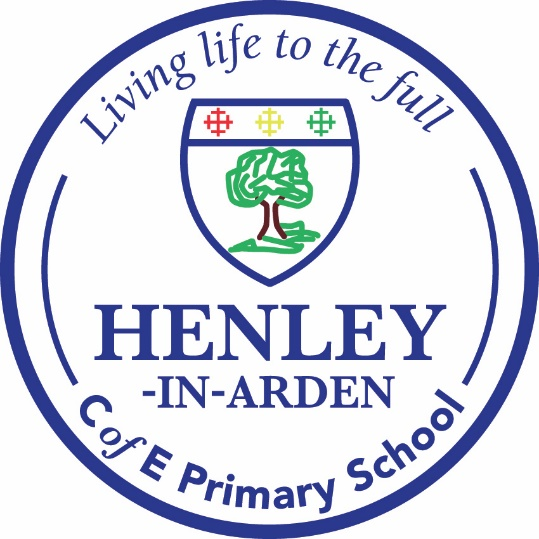 Living life to the full
HENLEY
-IN-ARDEN
C of E Primary School